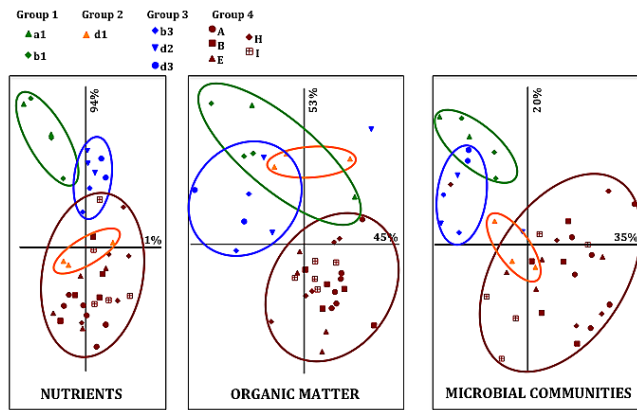 Group 1 Group 2 Group 3 Group 4
a1 d1 b3 A H
b1 d2 B I
d3 E
94% 53% 20%
1% 45% 35%
NUTRIENTS ORGANIC MATTER MICROBIAL COMMUNITIES